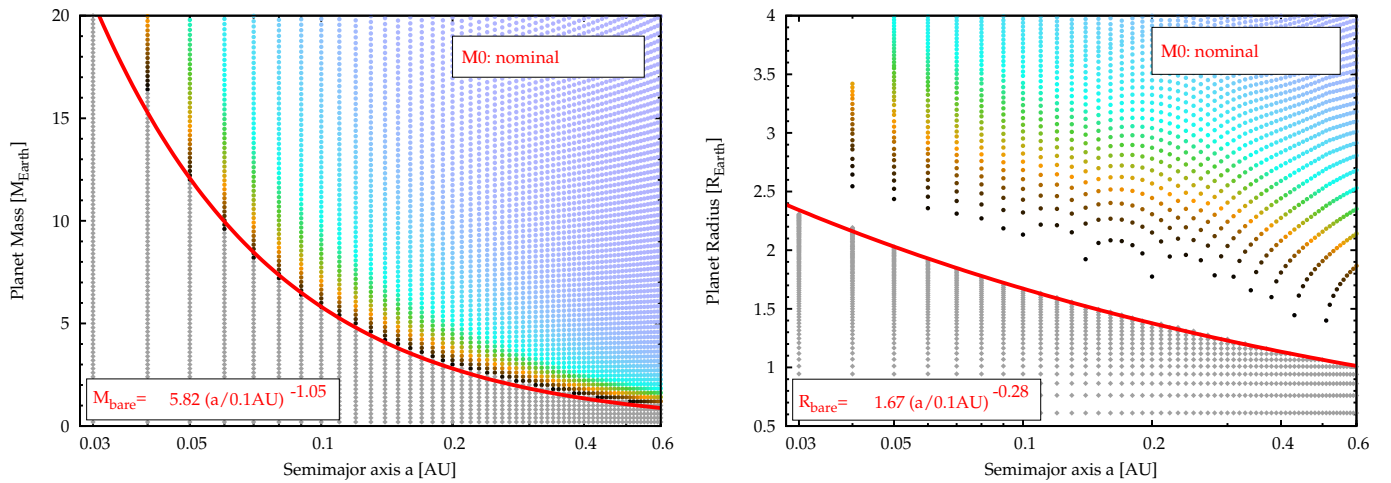 20
15
10
5
0
Planet Mass [M_Earth]
M0: nominal
M_bare= 5.82 (a/0.1AU)^-1.05
0.03 0.05 0.1 0.2 0.4 0.6
Semimajor axis a [AU]
4
3.5
3
2.5
2
1.5
1
0.5
Planet Radius [R_Earth]
M0: nominal
R_bare= 1.67 (a/0.1AU)^-0.28
0.03 0.05 0.1 0.2 0.4 0.6
Semimajor axis a [AU]